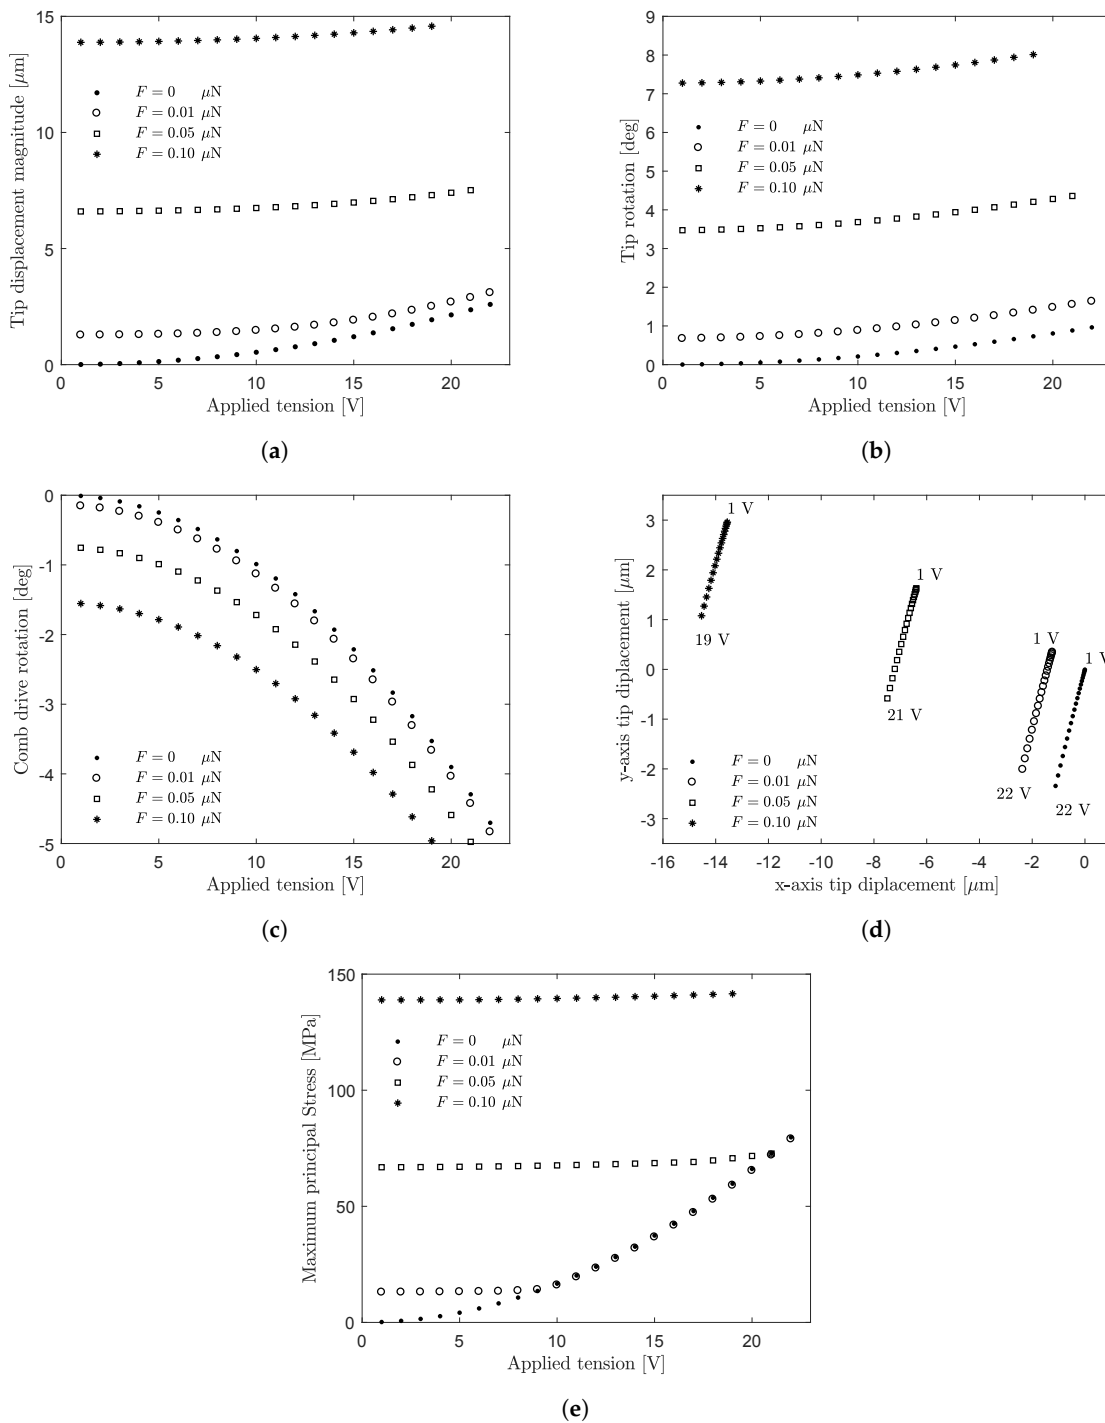 15
10
5
0
0
5
10
15
20
Tip displacement magnitude [μm]
Applied tension [V]
F = 0 μN
F = 0.01 μN
F = 0.05 μN
F = 0.10 μN
(a)
9
8
7
6
5
4
3
2
1
0
0
5
10
15
20
Tip rotation [deg]
Applied tension [V]
F = 0 μN
F = 0.01 μN
F = 0.05 μN
F = 0.10 μN
(b)
0
-1
-2
-3
-4
-5
0
5
10
15
20
Comb drive rotation [deg]
Applied tension [V]
F = 0 μN
F = 0.01 μN
F = 0.05 μN
F = 0.10 μN
(c)
3
2
1
0
-1
-2
-3
-16
-14
-12
-10
-8
-6
-4
-2
0
y-axis tip diplacement [μm]
x-axis tip diplacement [μm]
1 V
19 V
1 V
21 V
1 V
22 V
1 V
22 V
F = 0 μN
F = 0.01 μN
F = 0.05 μN
F = 0.10 μN
(d)
150
100
50
0
0
5
10
15
20
Maximum principal Stress [MPa]
Applied tension [V]
F = 0 μN
F = 0.01 μN
F = 0.05 μN
F = 0.10 μN
(e)